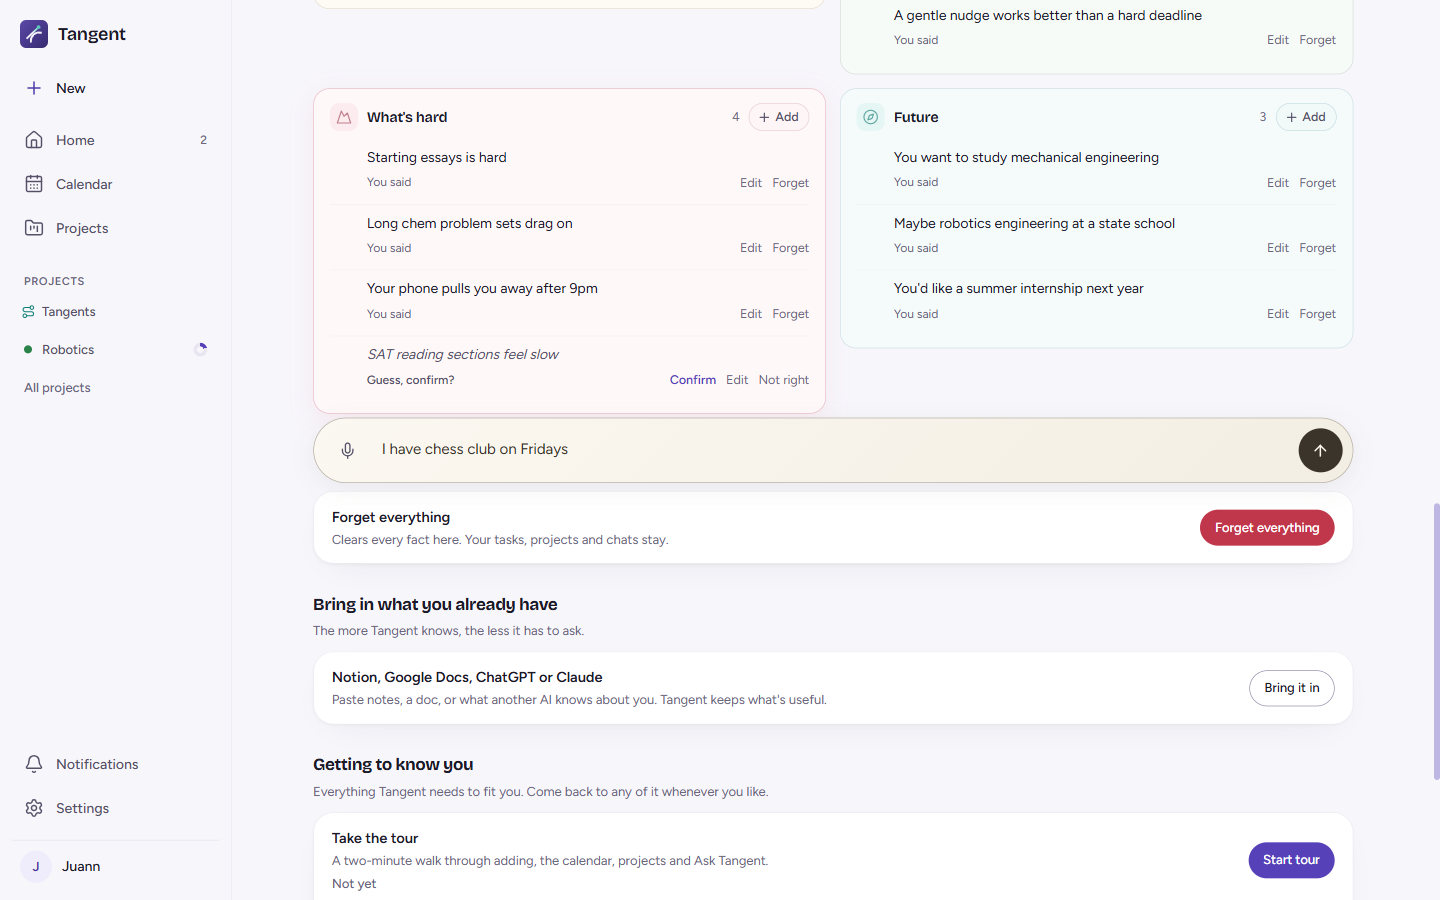 Tangent
New
Home 2
Calendar
Projects
PROJECTS
Tangents
Robotics
All projects
Notifications
Settings
J Juann
A gentle nudge works better than a hard deadline
You said Edit Forget
What's hard 4 + Add
Starting essays is hard
You said Edit Forget
Long chem problem sets drag on
You said Edit Forget
Your phone pulls you away after 9pm
You said Edit Forget
SAT reading sections feel slow
Guess, confirm? Confirm Edit Not right
Future 3 + Add
You want to study mechanical engineering
You said Edit Forget
Maybe robotics engineering at a state school
You said Edit Forget
You'd like a summer internship next year
You said Edit Forget
I have chess club on Fridays
Forget everything
Clears every fact here. Your tasks, projects and chats stay.
Forget everything
Bring in what you already have
The more Tangent knows, the less it has to ask.
Notion, Google Docs, ChatGPT or Claude
Paste notes, a doc, or what another AI knows about you. Tangent keeps what's useful.
Bring it in
Getting to know you
Everything Tangent needs to fit you. Come back to any of it whenever you like.
Take the tour
A two-minute walk through adding, the calendar, projects and Ask Tangent.
Not yet
Start tour